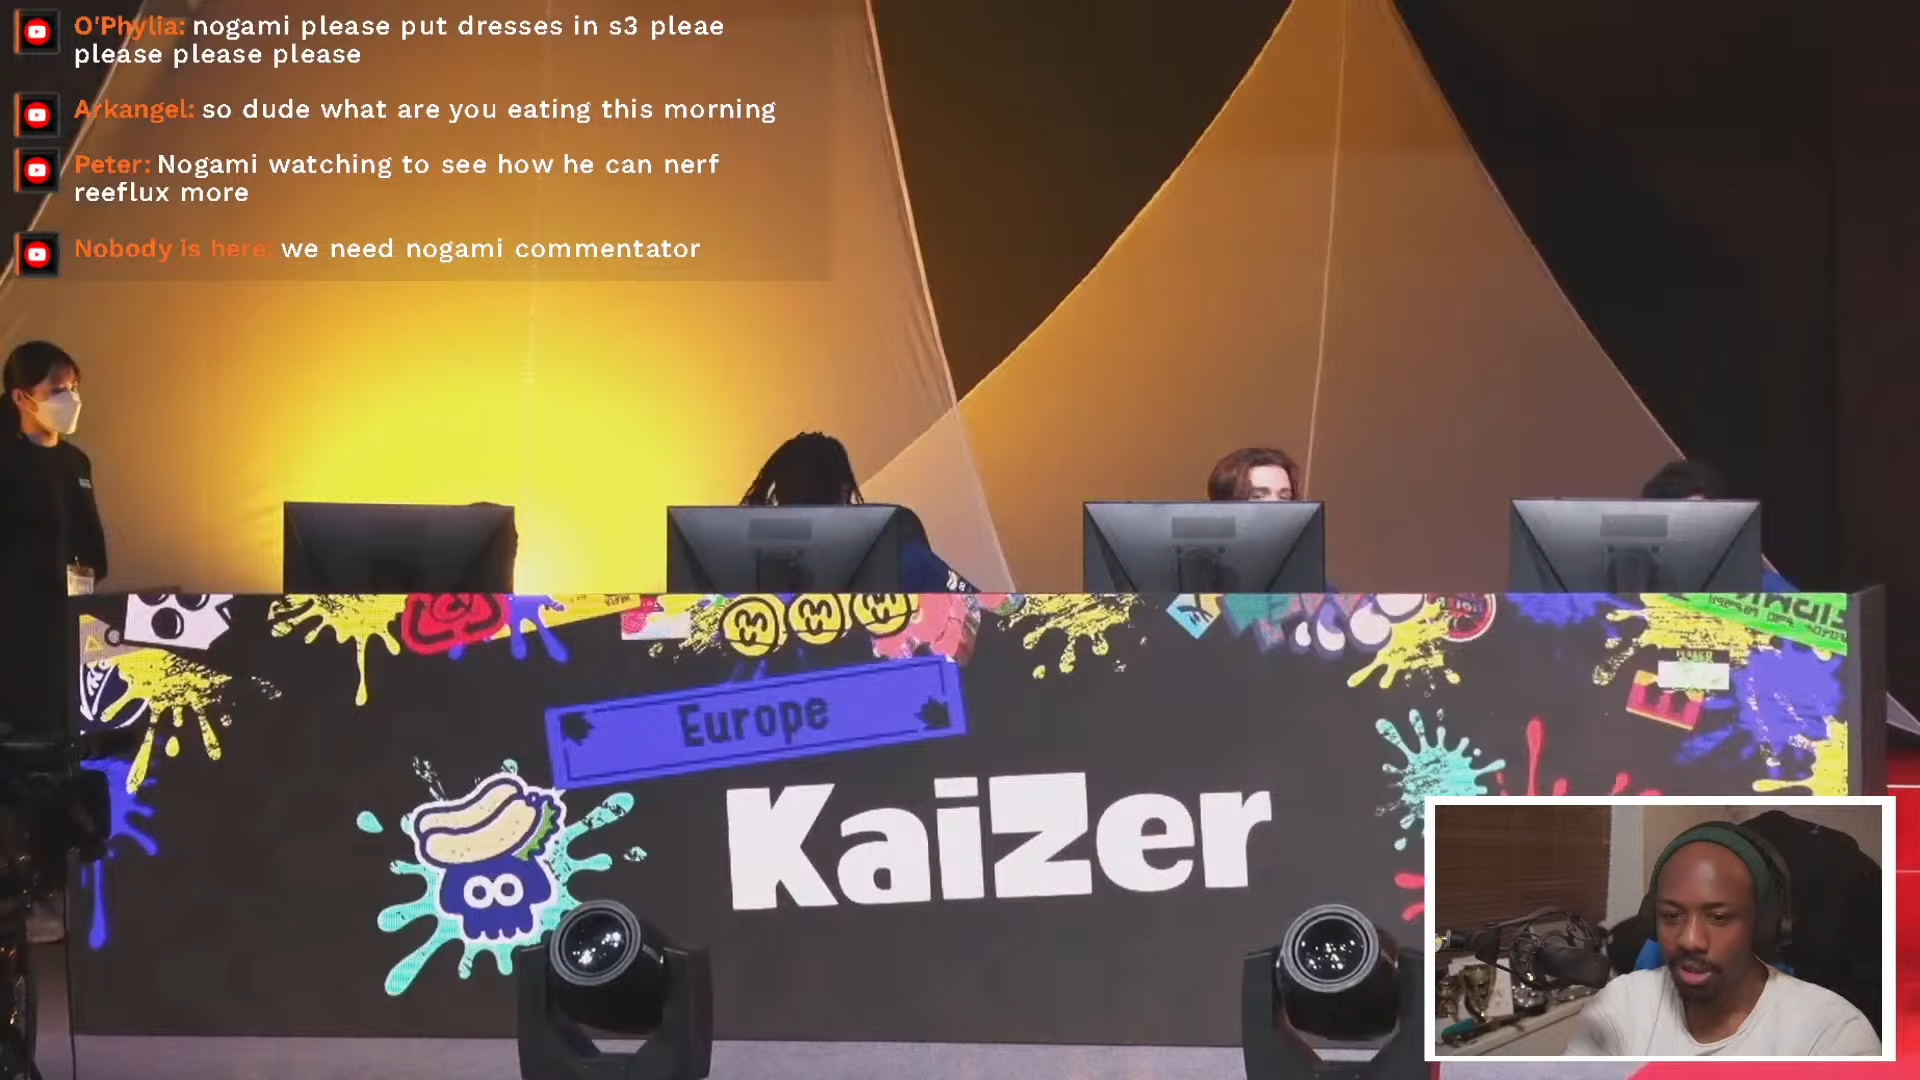 O'Phylia: nogami please put dresses in s3 pleae
please please please
Arkangel: so dude what are you eating this morning
Peter: Nogami watching to see how he can nerf
reeflux more
Nobody is here: we need nogami commentator
Europe
KaiZer